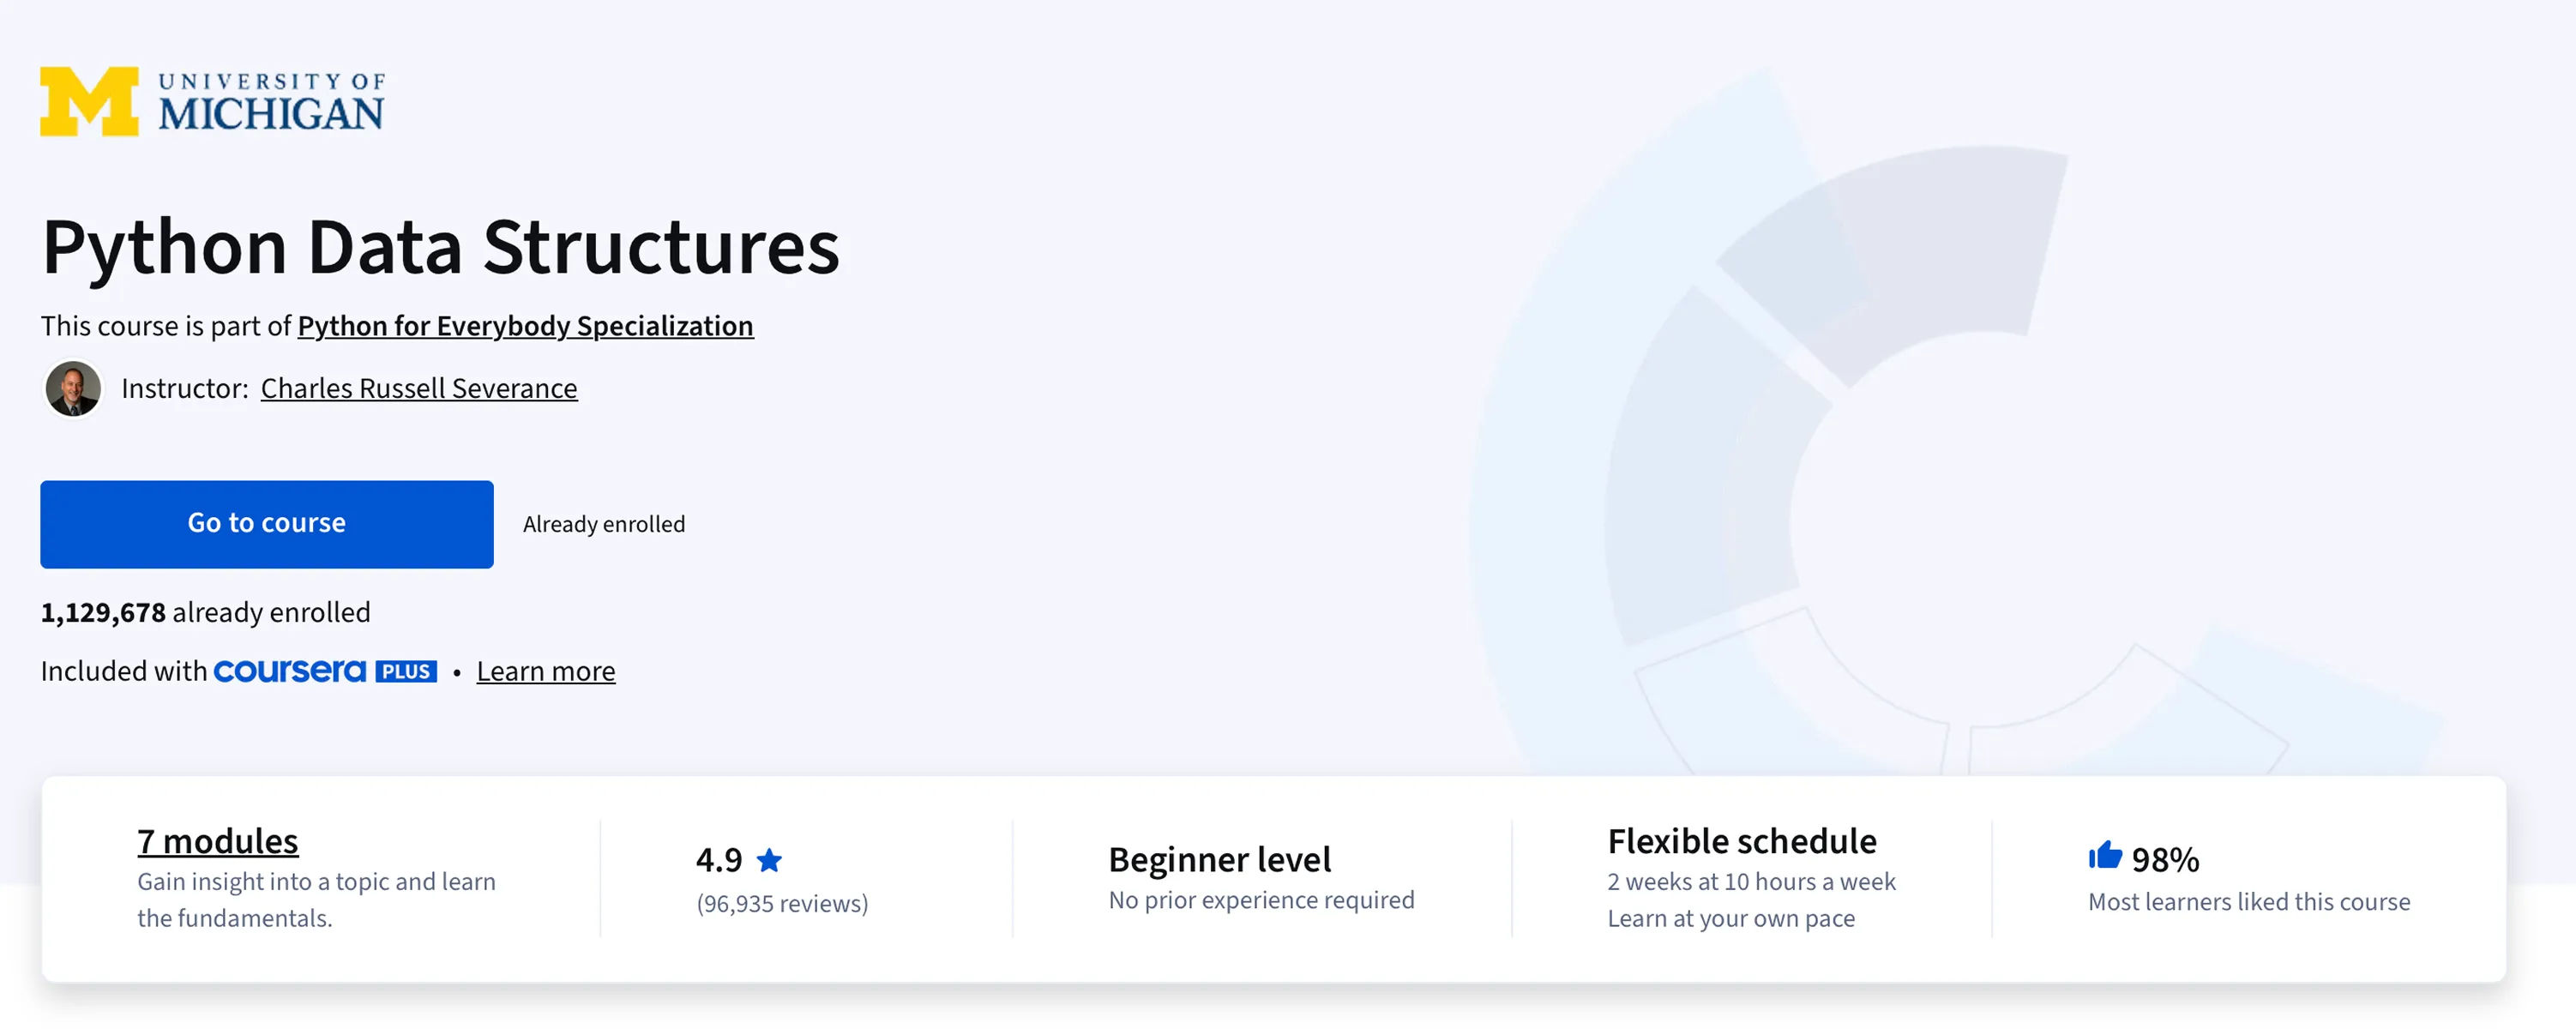 UNIVERSITY OF
MICHIGAN
Python Data Structures
This course is part of Python for Everybody Specialization
Instructor: Charles Russell Severance
Go to course
Already enrolled
1,129,678 already enrolled
Included with coursera PLUS • Learn more
7 modules
Gain insight into a topic and learn
the fundamentals.
4.9
(96,935 reviews)
Beginner level
No prior experience required
Flexible schedule
2 weeks at 10 hours a week
Learn at your own pace
98%
Most learners liked this course